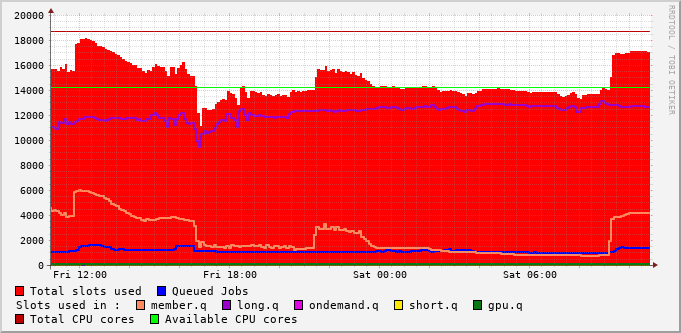 RRDTOOL / TOBI OETIKER
20000
18000
16000
14000
12000
10000
8000
6000
4000
2000
0
Fri 12:00 Fri 18:00 Sat 00:00 Sat 06:00
Total slots used Queued Jobs
Slots used in : member.q long.q ondemand.q short.q gpu.q
Total CPU cores Available CPU cores